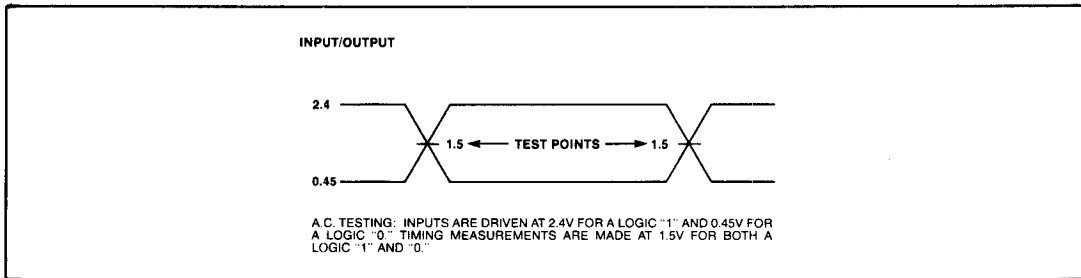 INPUT/OUTPUT
2.4
1.5 TEST POINTS 1.5
0.45
A.C. TESTING: INPUTS ARE DRIVEN AT 2.4V FOR A LOGIC "1" AND 0.45V FOR
A LOGIC "0." TIMING MEASUREMENTS ARE MADE AT 1.5V FOR BOTH A
LOGIC "1" AND "0."